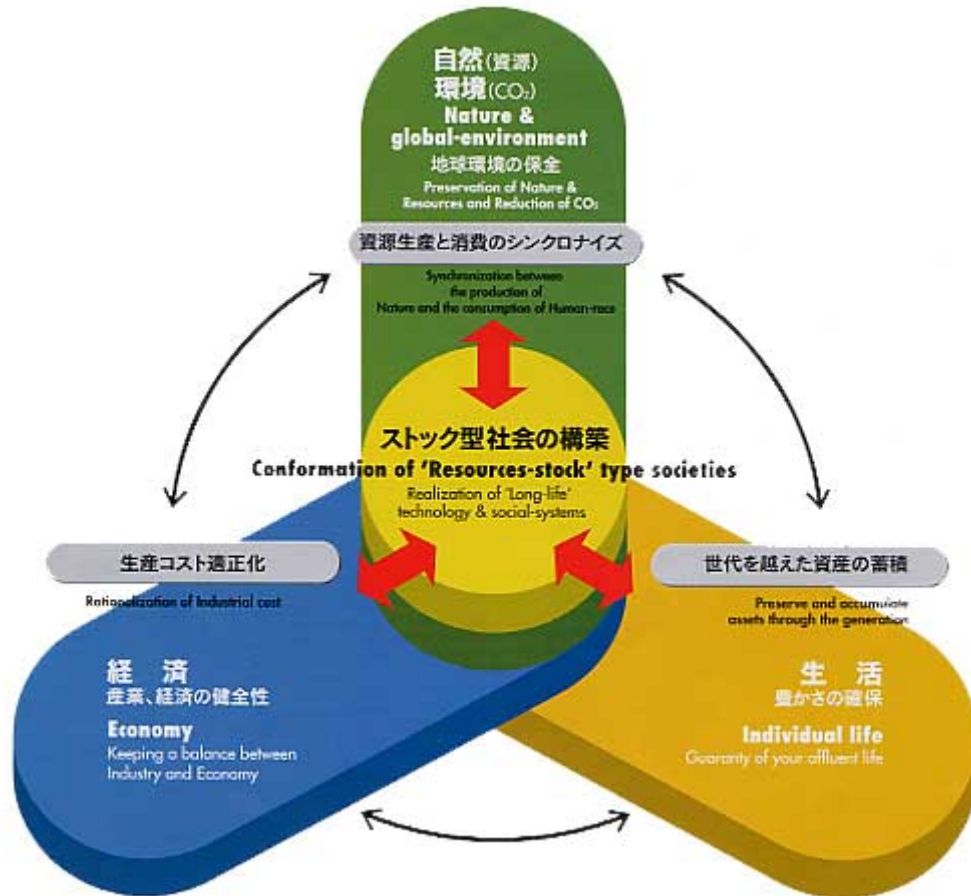 自然(資源)
環境(CO₂)
Nature &
global-environment
地球環境の保全
Preservation of Nature &
Resources and Reduction of CO₂
資源生産と消費のシンクロナイズ
Synchronization between
the production of
Nature and the consumption of Human-race
ストック型社会の構築
Conformation of 'Resources-stock' type societies
Realization of 'Long-life'
technology & social-systems
生産コスト適正化
Rationalization of Industrial cost
経 済
産業、経済の健全性
Economy
Keeping a balance between
Industry and Economy
世代を越えた資産の蓄積
Preserve and accumulate
assets through the generation
生 活
豊かさの確保
Individual life
Guaranty of your affluent life